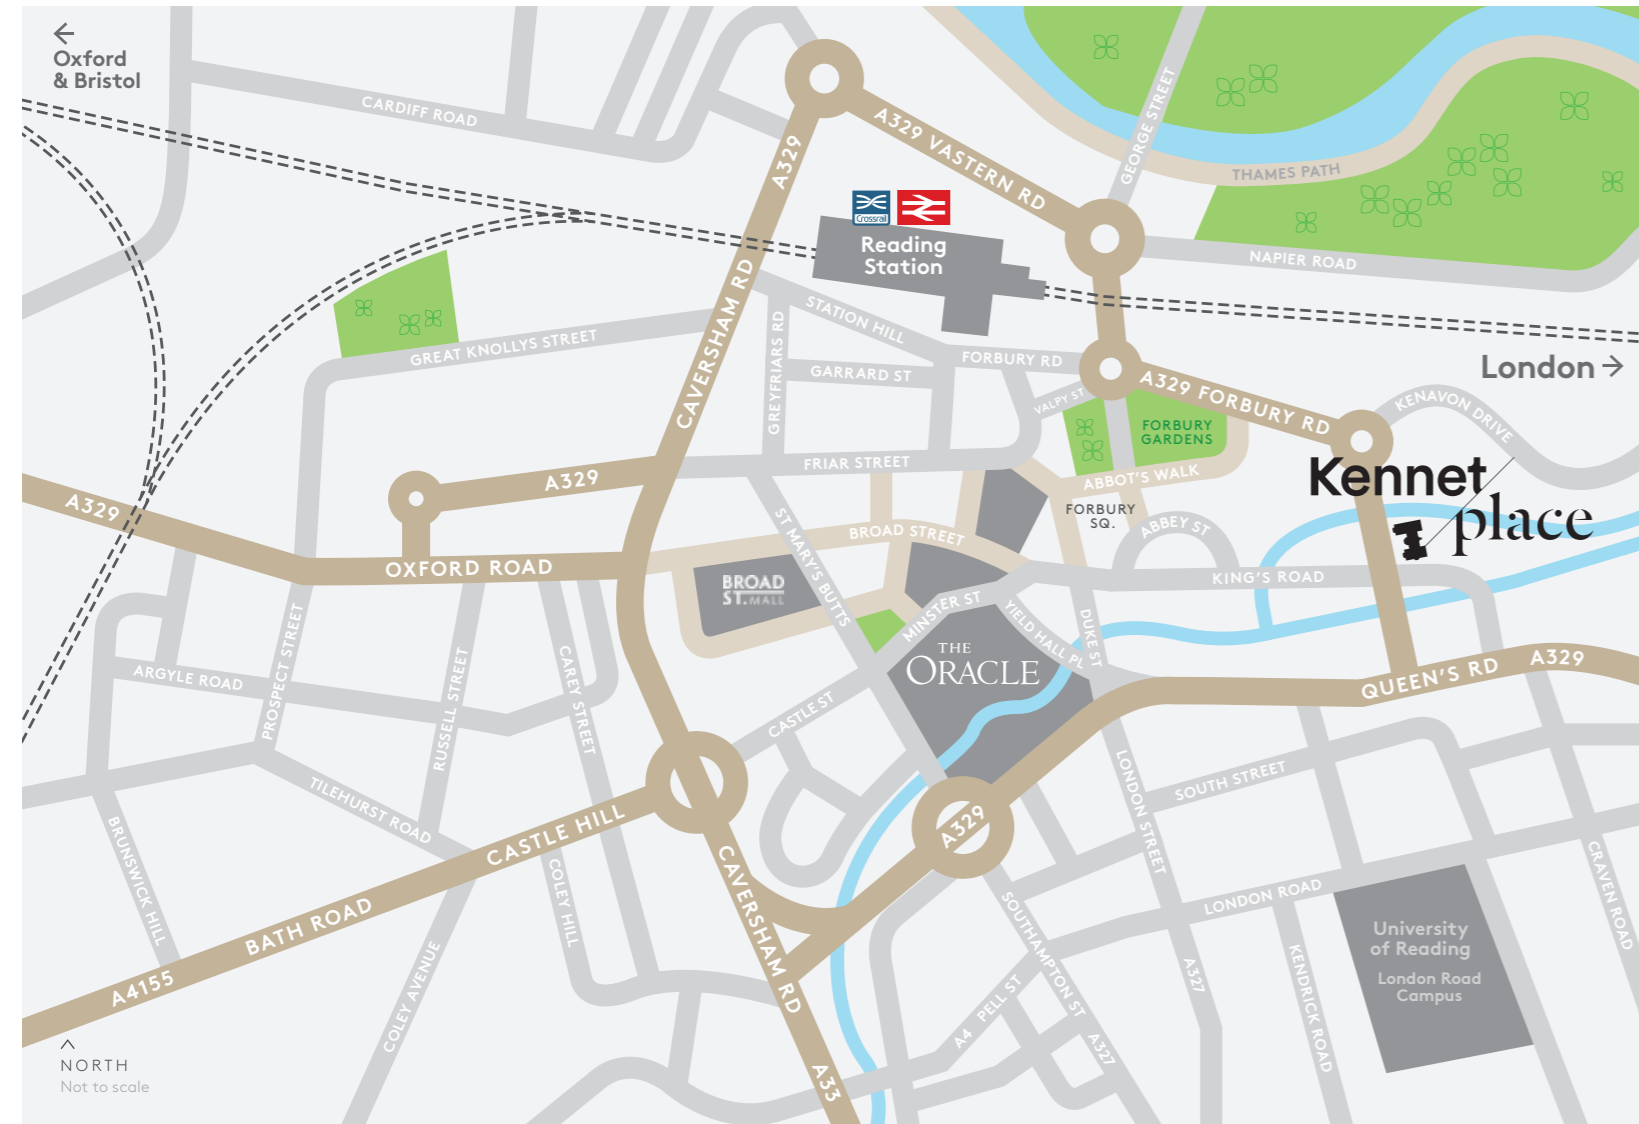 Oxford
& Bristol
CARDIFF ROAD
A329
A329 VASTERN RD
GEORGE STREET
THAMES PATH
NAPIER ROAD
Crossrail
Reading
Station
CAVERSHAM RD
STATION HILL
GREYFRIARS RD
GREAT KNOLLYS STREET
GARRARD ST
FORBURY RD
VALPY ST
A329 FORBURY RD
London
KENAVON DRIVE
FORBURY
GARDENS
FRIAR STREET
ABBOT'S WALK
Kennet
place
A329
A329
FORBURY
SQ.
ABBEY ST
BROAD STREET
ST MARY'S BUTTS
OXFORD ROAD
BROAD
ST.MALL
KING'S ROAD
MINSTER ST
YIELD HALL PL
DUKE ST
THE
ORACLE
PROSPECT STREET
RUSSELL STREET
CAREY STREET
ARGYLE ROAD
QUEEN'S RD
A329
CASTLE ST
TILEHURST ROAD
LONDON STREET
SOUTH STREET
BRUNSWICK HILL
CASTLE HILL
A329
CAVERSHAM RD
COLEY HILL
SOUTHAMPTON ST
LONDON ROAD
CRAVEN ROAD
BATH ROAD
University
of Reading
London Road
Campus
A4155
COLEY AVENUE
A4
PELL ST
A327
A327
KENDRICK ROAD
A33
NORTH
Not to scale